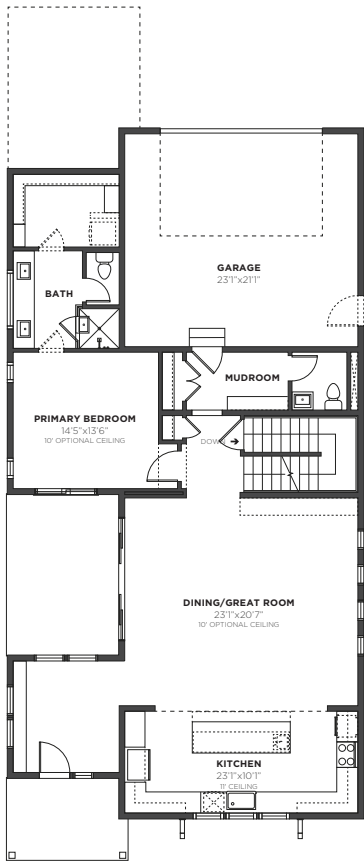 GARAGE
23'1"x21'1"
BATH
MUDROOM
PRIMARY BEDROOM
14'5"x13'6"
10' OPTIONAL CEILING
DOWN
DINING/GREAT ROOM
23'1"x20'7"
10' OPTIONAL CEILING
KITCHEN
23'1"x10'1"
11' CEILING